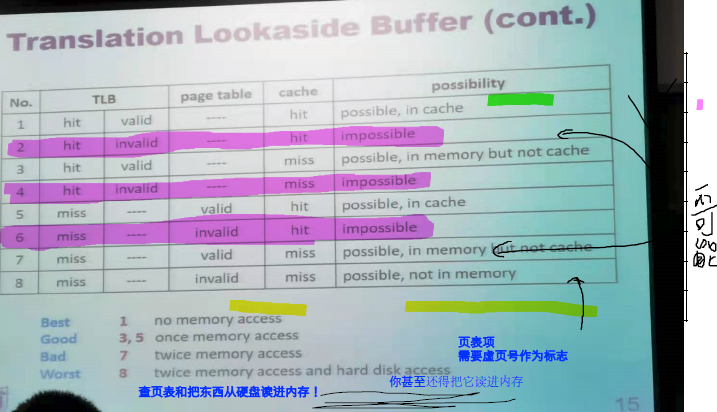 Translation Lookaside Buffer (cont.)
No. TLB page table cache possibility
1 hit valid ---- hit possible, in cache
2 hit invalid ---- hit impossible
3 hit valid ---- miss possible, in memory but not cache
4 hit invalid ---- miss impossible
5 miss ---- valid hit possible, in cache
6 miss ---- invalid hit impossible
7 miss ---- valid miss possible, in memory but not cache
8 miss ---- invalid miss possible, not in memory
Best 1 no memory access
Good 3, 5 once memory access
Bad 7 twice memory access
Worst 8 twice memory access and hard disk access
页表项
需要虚页号作为标志
你甚至还得把它读进内存
查页表和把东西从硬盘读进内存！
15
不可能